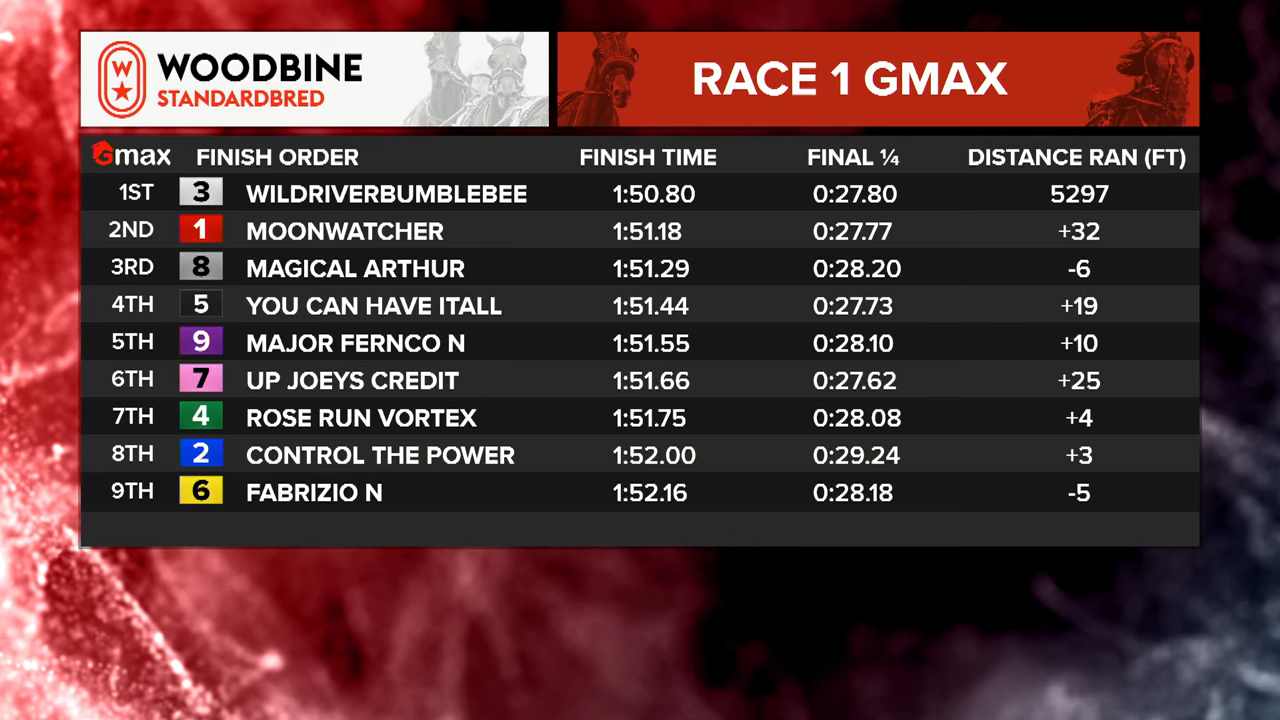 W
WOODBINE
STANDARDBRED
RACE 1 GMAX
Gmax FINISH ORDER FINISH TIME FINAL ¼ DISTANCE RAN (FT)
1ST 3 WILDRIVERBUMBLEBEE 1:50.80 0:27.80 5297
2ND 1 MOONWATCHER 1:51.18 0:27.77 +32
3RD 8 MAGICAL ARTHUR 1:51.29 0:28.20 -6
4TH 5 YOU CAN HAVE ITALL 1:51.44 0:27.73 +19
5TH 9 MAJOR FERNCO N 1:51.55 0:28.10 +10
6TH 7 UP JOEYS CREDIT 1:51.66 0:27.62 +25
7TH 4 ROSE RUN VORTEX 1:51.75 0:28.08 +4
8TH 2 CONTROL THE POWER 1:52.00 0:29.24 +3
9TH 6 FABRIZIO N 1:52.16 0:28.18 -5